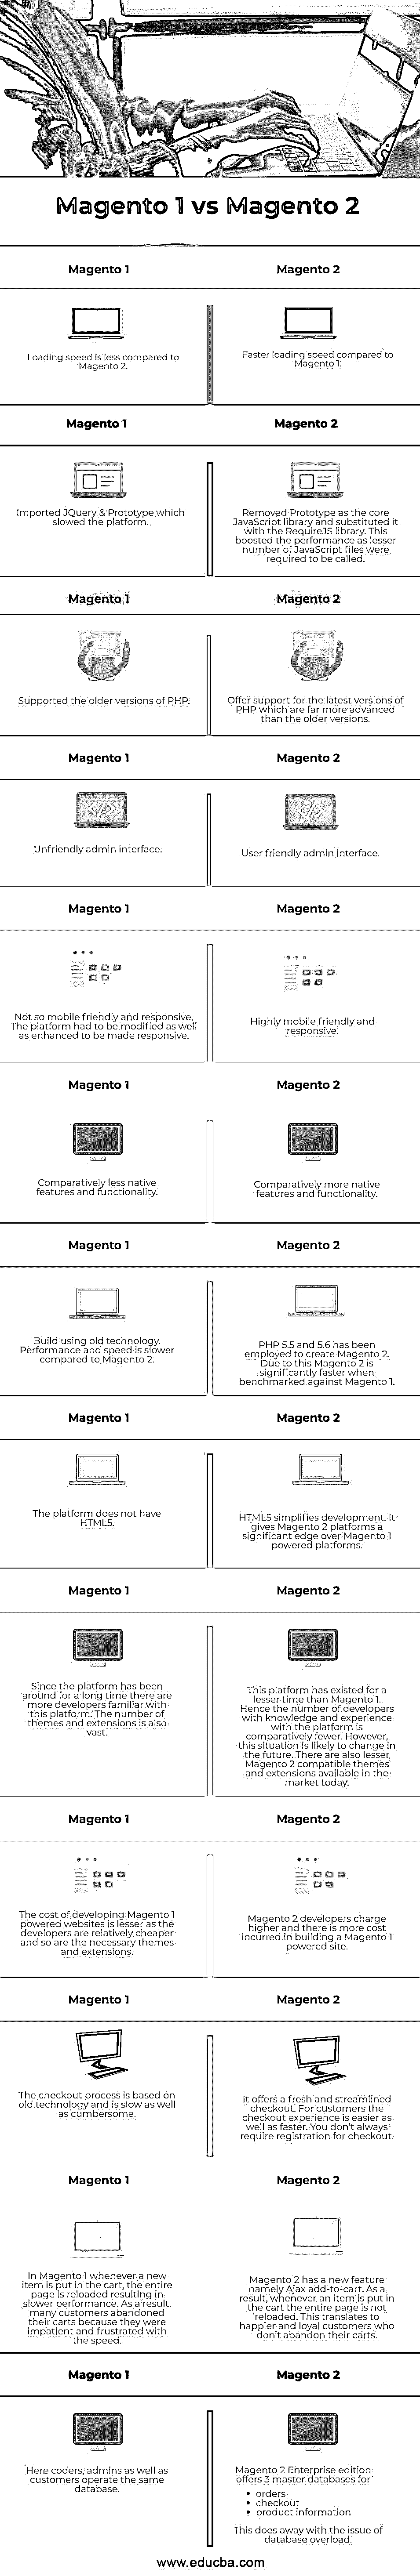 Magento 1 vs Magento 2
Magento 1
Magento 2
Loading speed is less compared to
Magento 2.
Faster loading speed compared to
Magento 1.
Magento 1
Magento 2
Imported JQuery & Prototype which
slowed the platform.
Removed Prototype as the core
JavaScript library and substituted it
with the RequireJS library. This
boosted the performance as lesser
number of JavaScript files were
required to be called.
Magento 1
Magento 2
Supported the older versions of PHP.
Offer support for the latest versions of
PHP which are far more advanced
than the older versions.
Magento 1
Magento 2
Unfriendly admin interface.
User friendly admin interface.
Magento 1
Magento 2
Not so mobile friendly and responsive.
The platform had to be modified as well
as enhanced to be made responsive.
Highly mobile friendly and
responsive.
Magento 1
Magento 2
Comparatively less native
features and functionality.
Comparatively more native
features and functionality.
Magento 1
Magento 2
Build using old technology.
Performance and speed is slower
compared to Magento 2.
PHP 5.5 and 5.6 has been
employed to create Magento 2.
Due to this Magento 2 is
significantly faster when
benchmarked against Magento 1.
Magento 1
Magento 2
The platform does not have
HTML5.
HTML5 simplifies development. It
gives Magento 2 platforms a
significant edge over Magento 1
powered platforms.
Magento 1
Magento 2
Since the platform has been
around for a long time there are
more developers familiar with
this platform. The number of
themes and extensions is also
vast.
This platform has existed for a
lesser time than Magento 1.
Hence the number of developers
with knowledge and experience
with the platform is
comparatively fewer. However,
this situation is likely to change in
the future. There are also lesser
Magento 2 compatible themes
and extensions available in the
market today.
Magento 1
Magento 2
The cost of developing Magento 1
powered websites is lesser as the
developers are relatively cheaper
and so are the necessary themes
and extensions.
Magento 2 developers charge
higher and there is more cost
incurred in building a Magento 1
powered site.
Magento 1
Magento 2
The checkout process is based on
old technology and is slow as well
as cumbersome.
It offers a fresh and streamlined
checkout. For customers the
checkout experience is easier as
well as faster. You don't always
require registration for checkout.
Magento 1
Magento 2
In Magento 1 whenever a new
item is put in the cart, the entire
page is reloaded resulting in
slower performance. As a result,
many customers abandoned
their carts because they were
impatient and frustrated with
the speed.
Magento 2 has a new feature
namely Ajax add-to-cart. As a
result, whenever an item is put in
the cart the entire page is not
reloaded. This translates to
happier and loyal customers who
don't abandon their carts.
Magento 1
Magento 2
Here coders, admins as well as
customers operate the same
database.
Magento 2 Enterprise edition
offers 3 master databases for
• orders
• checkout
• product information
This does away with the issue of
database overload.
www.educba.com